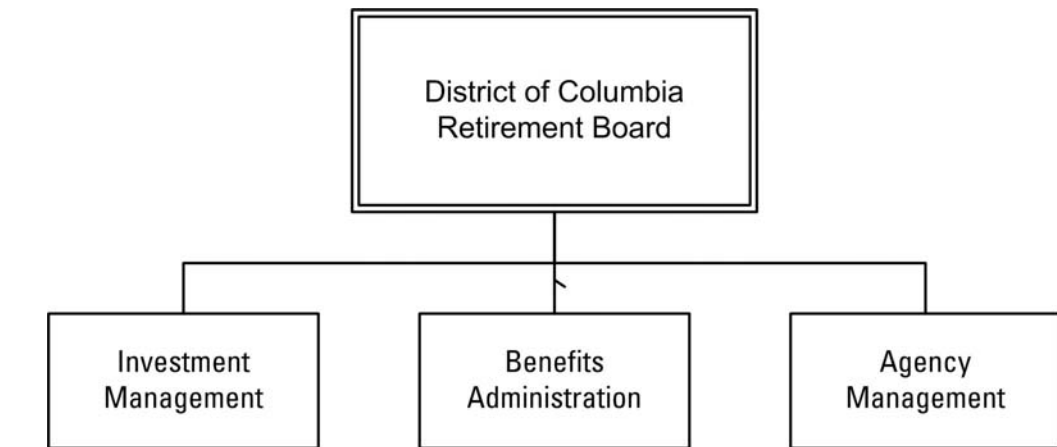 District of Columbia
Retirement Board
Investment
Management
Benefits
Administration
Agency
Management